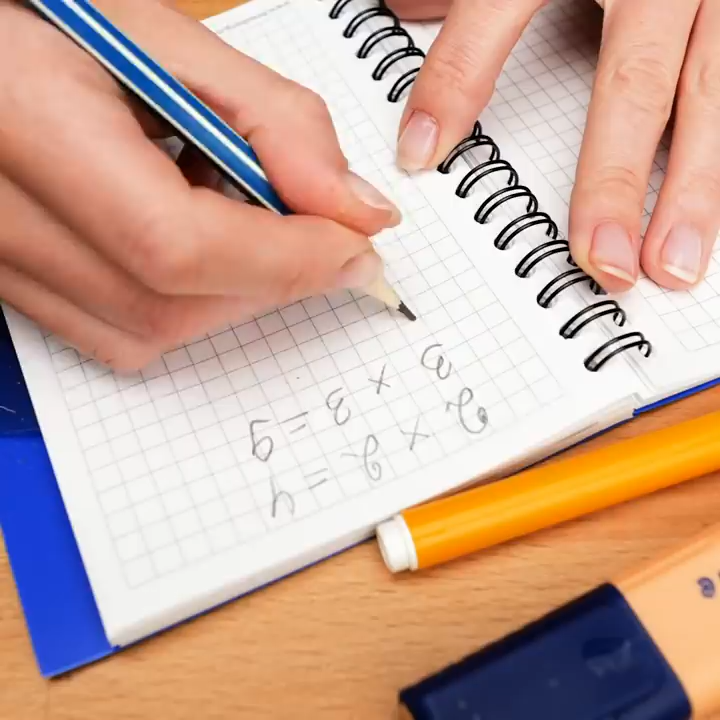 2 x 2 = 4
3 x 3 = 9